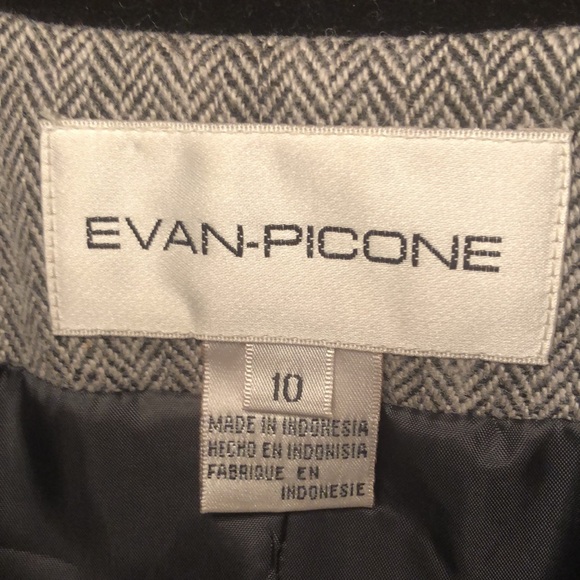 EVAN-PICONE
10
MADE IN INDONESIA
HECHO EN INDONISIA
FABRIQUE EN
INDONESIE